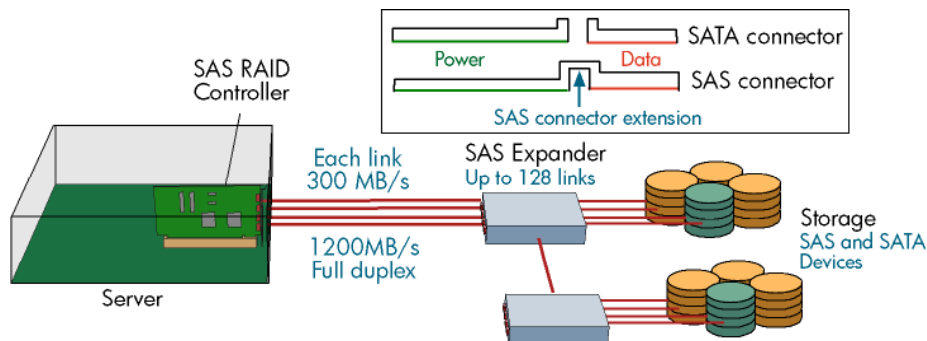 SATA connector
Power
Data
SAS connector
SAS connector extension
SAS RAID
Controller
Each link
300 MB/s
SAS Expander
Up to 128 links
1200MB/s
Full duplex
Storage
SAS and SATA
Devices
Server